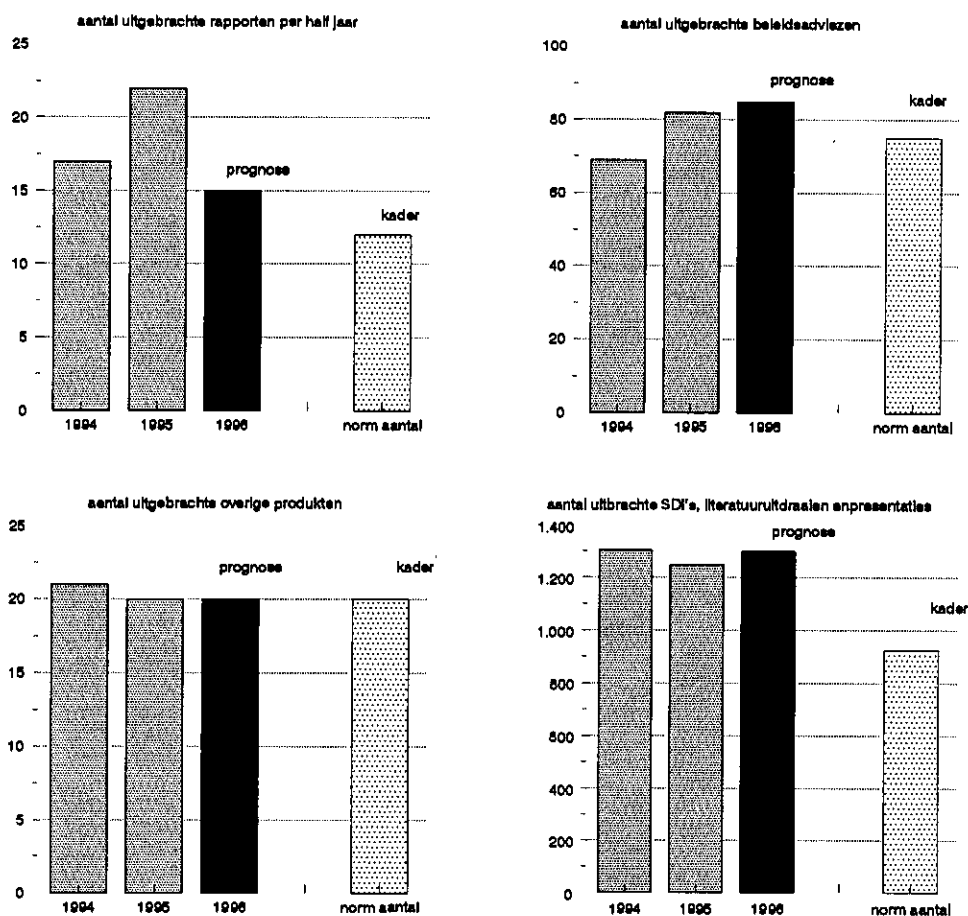 aantal uitgebrachte rapporten per half jaar
25
20
15
10
5
0
prognose
kader
1994 1995 1996 norm aantal
aantal uitgebrachts beleidsadviezen
100
80
60
40
20
0
prognose
kader
1994 1995 1996 norm aantal
aantal uitgebrachts overige produkten
25
20
15
10
5
0
prognose
kader
1994 1995 1996 norm aantal
aantal uitbrachte SDI's, literatuuruitdraaien enpresentaties
1.400
1.200
1.000
800
600
400
200
0
prognose
kader
1994 1995 1996 norm aantal